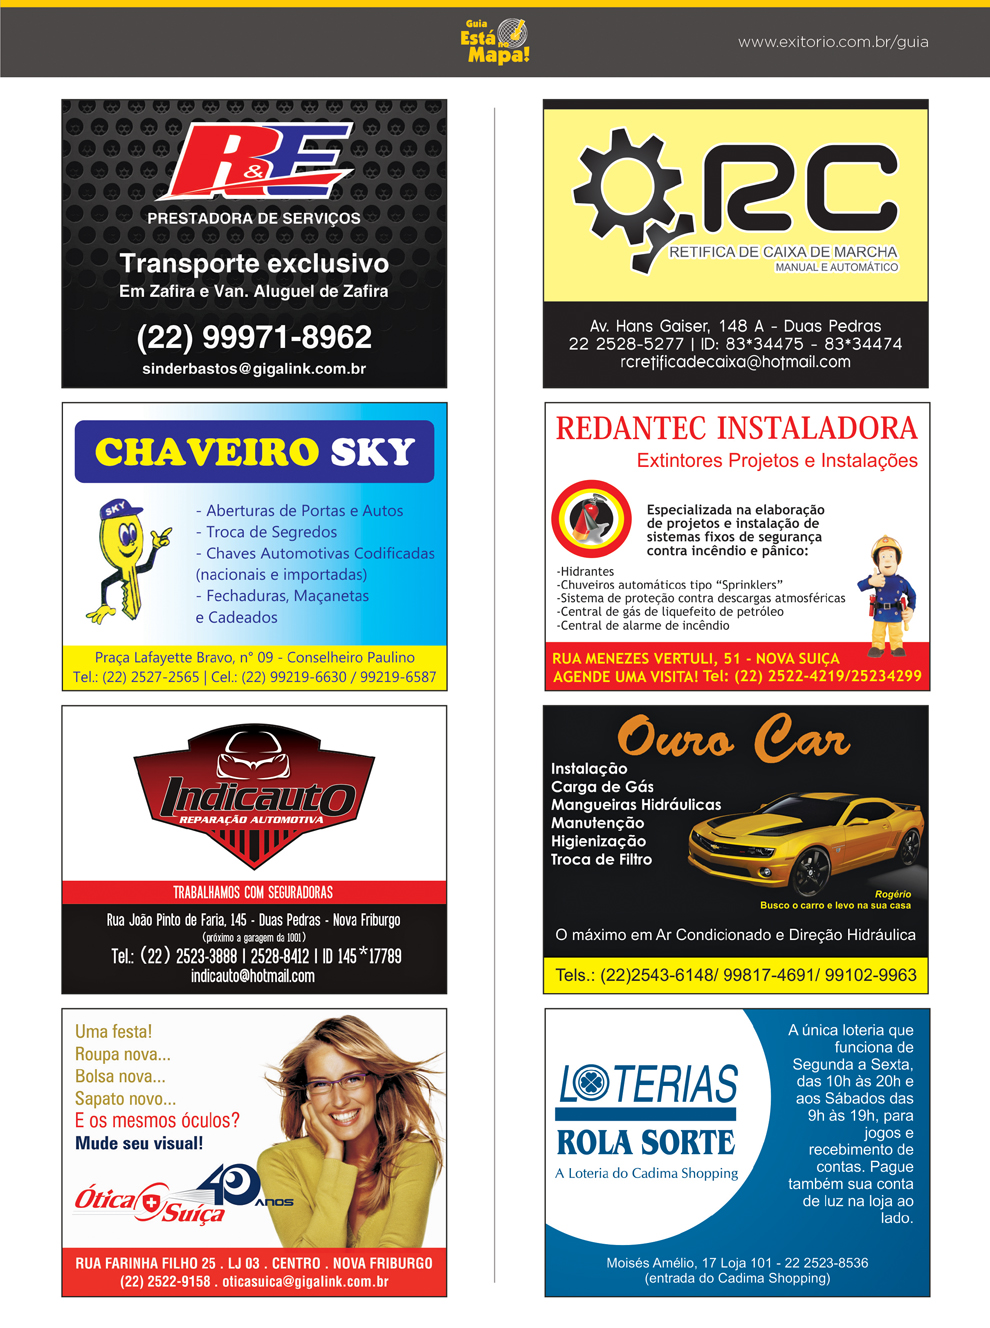 Guia
Está no
Mapa!
www.exitorio.com.br/guia
R&E
PRESTADORA DE SERVIÇOS
Transporte exclusivo
Em Zafira e Van. Aluguel de Zafira
(22) 99971-8962
sinderbastos@gigalink.com.br
CHAVEIRO SKY
SKY
- Aberturas de Portas e Autos
- Troca de Segredos
- Chaves Automotivas Codificadas
(nacionais e importadas)
- Fechaduras, Maçanetas
e Cadeados
Praça Lafayette Bravo, n° 09 - Conselheiro Paulino
Tel.: (22) 2527-2565 | Cel.: (22) 99219-6630 / 99219-6587
Indicauto
REPARAÇÃO AUTOMOTIVA
TRABALHAMOS COM SEGURADORAS
Rua João Pinto de Faria, 145 - Duas Pedras - Nova Friburgo
(próximo a garagem da 1001)
Tel.: (22) 2523-3888 | 2528-8412 | ID 145*17789
indicauto@hotmail.com
Uma festa!
Roupa nova...
Bolsa nova...
Sapato novo...
E os mesmos óculos?
Mude seu visual!
Ótica Suíça
40 ANOS
RUA FARINHA FILHO 25 . LJ 03 . CENTRO . NOVA FRIBURGO
(22) 2522-9158 . oticasuica@gigalink.com.br
RC
RETIFICA DE CAIXA DE MARCHA
MANUAL E AUTOMÁTICO
Av. Hans Gaiser, 148 A - Duas Pedras
22 2528-5277 | ID: 83*34475 - 83*34474
rcretificadecaixa@hotmail.com
REDANTEC INSTALADORA
Extintores Projetos e Instalações
Especializada na elaboração
de projetos e instalação de
sistemas fixos de segurança
contra incêndio e pânico:
-Hidrantes
-Chuveiros automáticos tipo “Sprinklers”
-Sistema de proteção contra descargas atmosféricas
-Central de gás de liquefeito de petróleo
-Central de alarme de incêndio
RUA MENEZES VERTULI, 51 - NOVA SUIÇA
AGENDE UMA VISITA! Tel: (22) 2522-4219/25234299
Ouro Car
Instalação
Carga de Gás
Mangueiras Hidráulicas
Manutenção
Higienização
Troca de Filtro
Rogério
Busco o carro e levo na sua casa
O máximo em Ar Condicionado e Direção Hidráulica
Tels.: (22)2543-6148/ 99817-4691/ 99102-9963
LOTERIAS
ROLA SORTE
A Loteria do Cadima Shopping
A única loteria que
funciona de
Segunda a Sexta,
das 10h às 20h e
aos Sábados das
9h às 19h, para
jogos e
recebimento de
contas. Pague
também sua conta
de luz na loja ao
lado.
Moisés Amélio, 17 Loja 101 - 22 2523-8536
(entrada do Cadima Shopping)